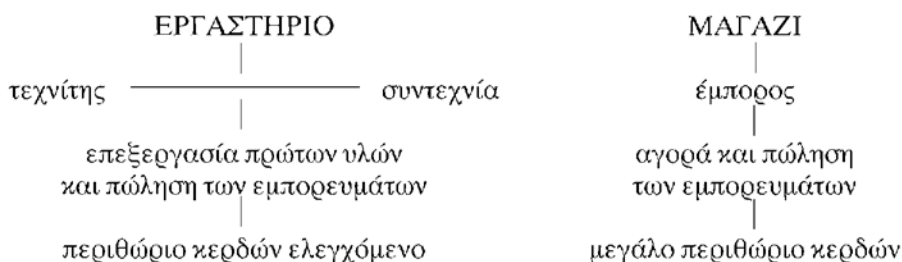 ΕΡΓΑΣΤΗΡΙΟ
τεχνίτης συντεχνία
επεξεργασία πρώτων υλών
και πώληση των εμπορευμάτων
περιθώριο κερδών ελεγχόμενο
ΜΑΓΑΖΙ
έμπορος
αγορά και πώληση
των εμπορευμάτων
μεγάλο περιθώριο κερδών